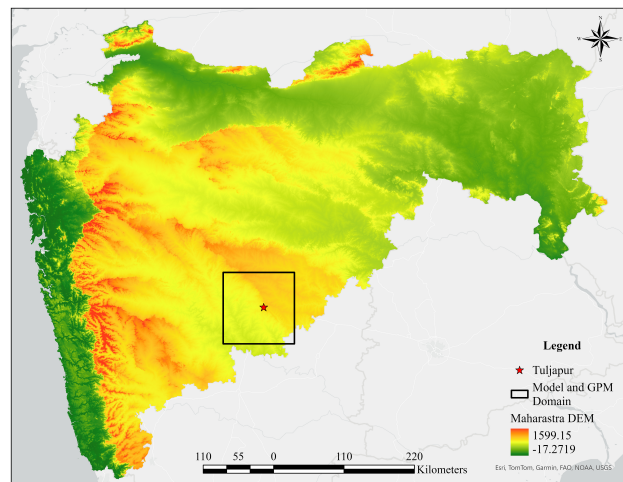 N
W
E
S
Legend
Tuljapur
Model and GPM
Domain
Maharastra DEM
1599.15
-17.2719
110 55 0 110 220
Kilometers
Esri, TomTom, Garmin, FAO, NOAA, USGS